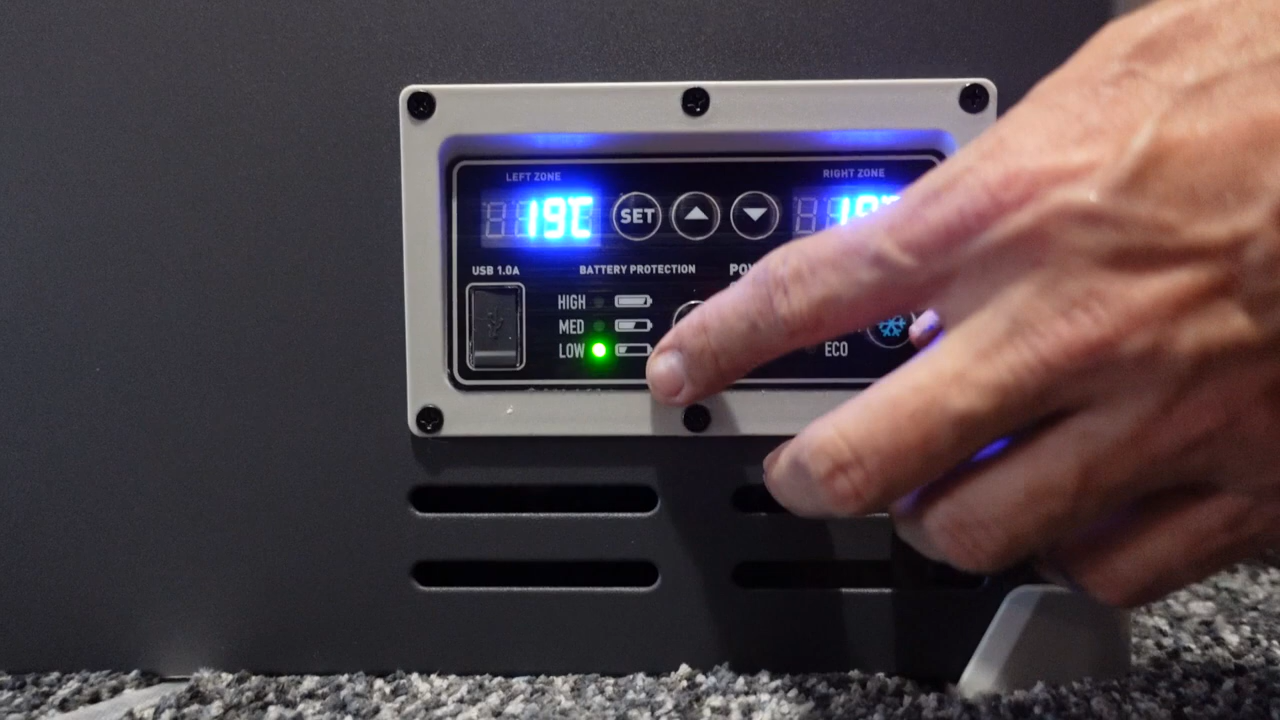 LEFT ZONE
RIGHT ZONE
19C
SET
USB 1.0A
BATTERY PROTECTION
HIGH
MED
LOW
ECO